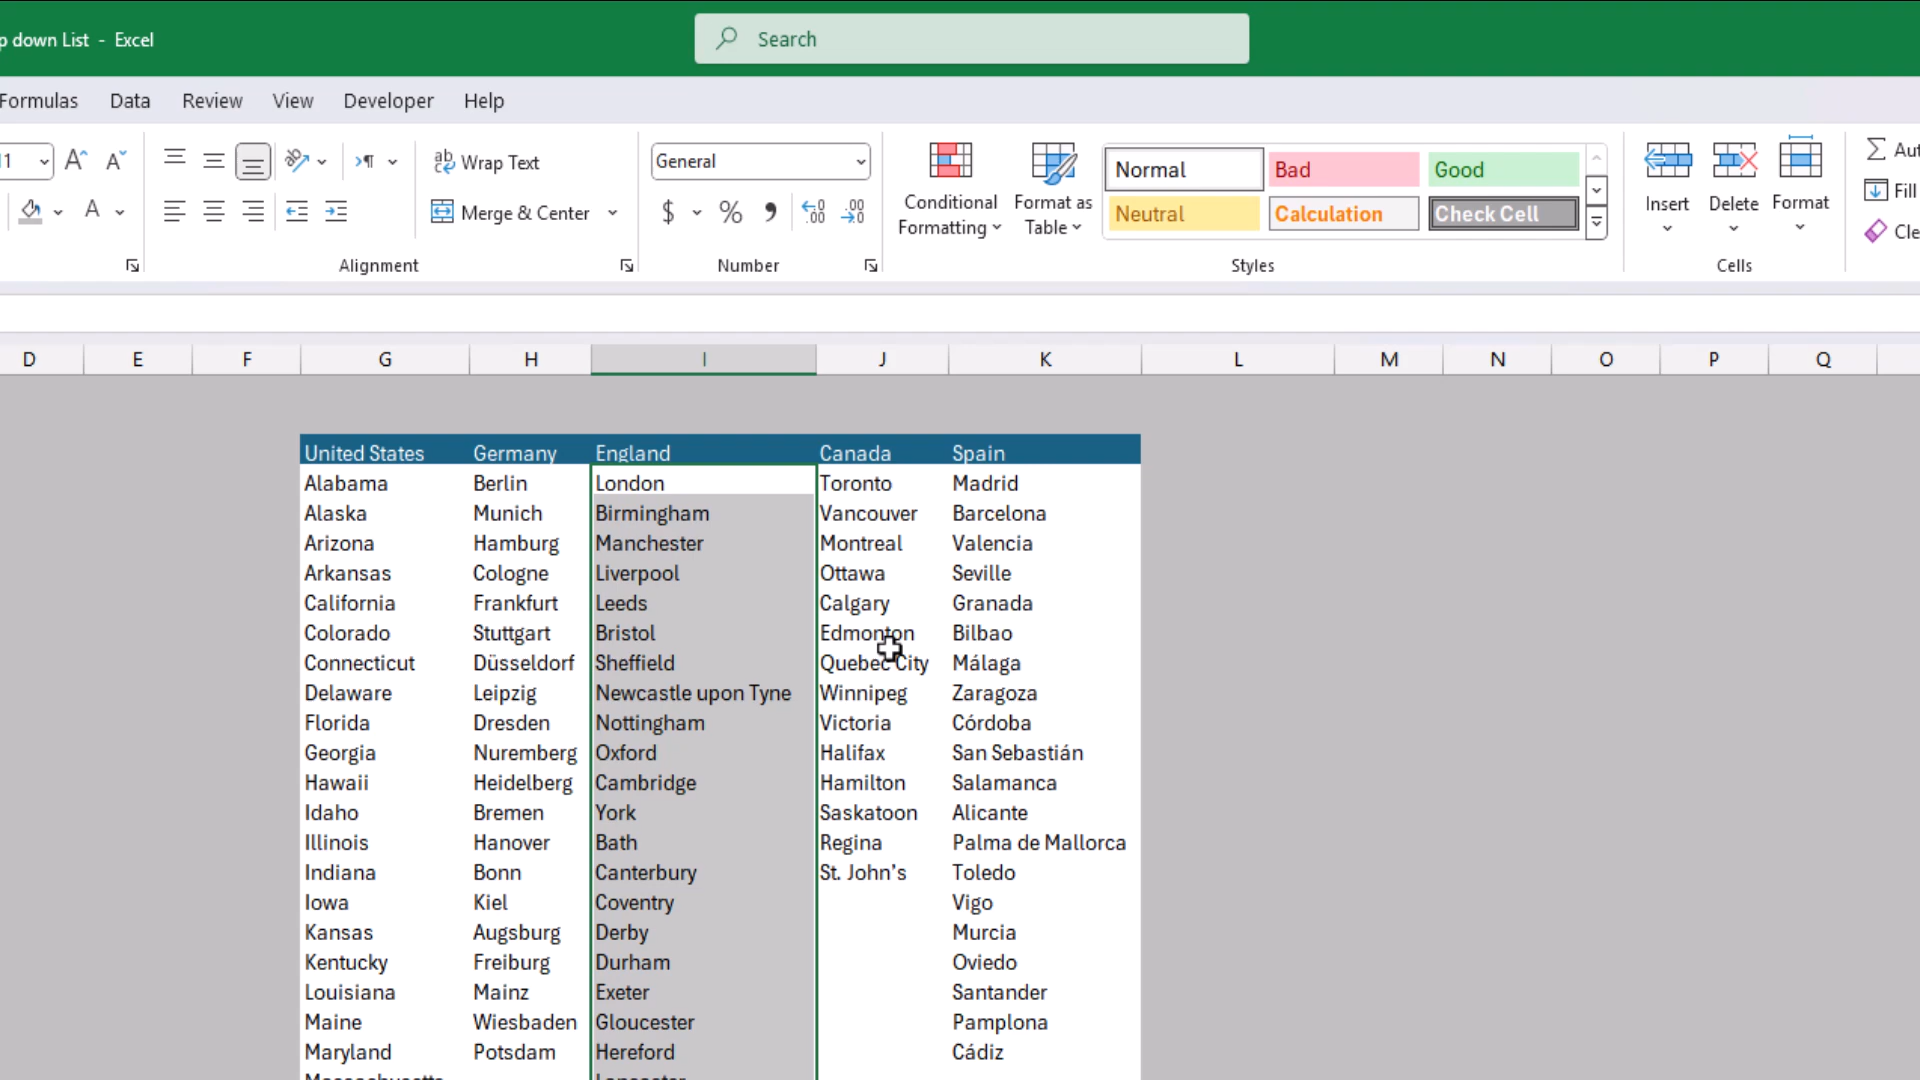 p down List - Excel
Search
Formulas Data Review View Developer Help
Wrap Text
General
Merge & Center
$ % .00 .00
Conditional Formatting
Format as Table
Normal Bad Good
Neutral Calculation Check Cell
Insert Delete Format
Fill
Alignment Number Styles Cells
D E F G H I J K L M N O P Q
United States Germany England Canada Spain
Alabama Berlin London Toronto Madrid
Alaska Munich Birmingham Vancouver Barcelona
Arizona Hamburg Manchester Montreal Valencia
Arkansas Cologne Liverpool Ottawa Seville
California Frankfurt Leeds Calgary Granada
Colorado Stuttgart Bristol Edmonton Bilbao
Connecticut Düsseldorf Sheffield Quebec City Málaga
Delaware Leipzig Newcastle upon Tyne Winnipeg Zaragoza
Florida Dresden Nottingham Victoria Córdoba
Georgia Nuremberg Oxford Halifax San Sebastián
Hawaii Heidelberg Cambridge Hamilton Salamanca
Idaho Bremen York Saskatoon Alicante
Illinois Hanover Bath Regina Palma de Mallorca
Indiana Bonn Canterbury St. John’s Toledo
Iowa Kiel Coventry Vigo
Kansas Augsburg Derby Murcia
Kentucky Freiburg Durham Oviedo
Louisiana Mainz Exeter Santander
Maine Wiesbaden Gloucester Pamplona
Maryland Potsdam Hereford Cádiz